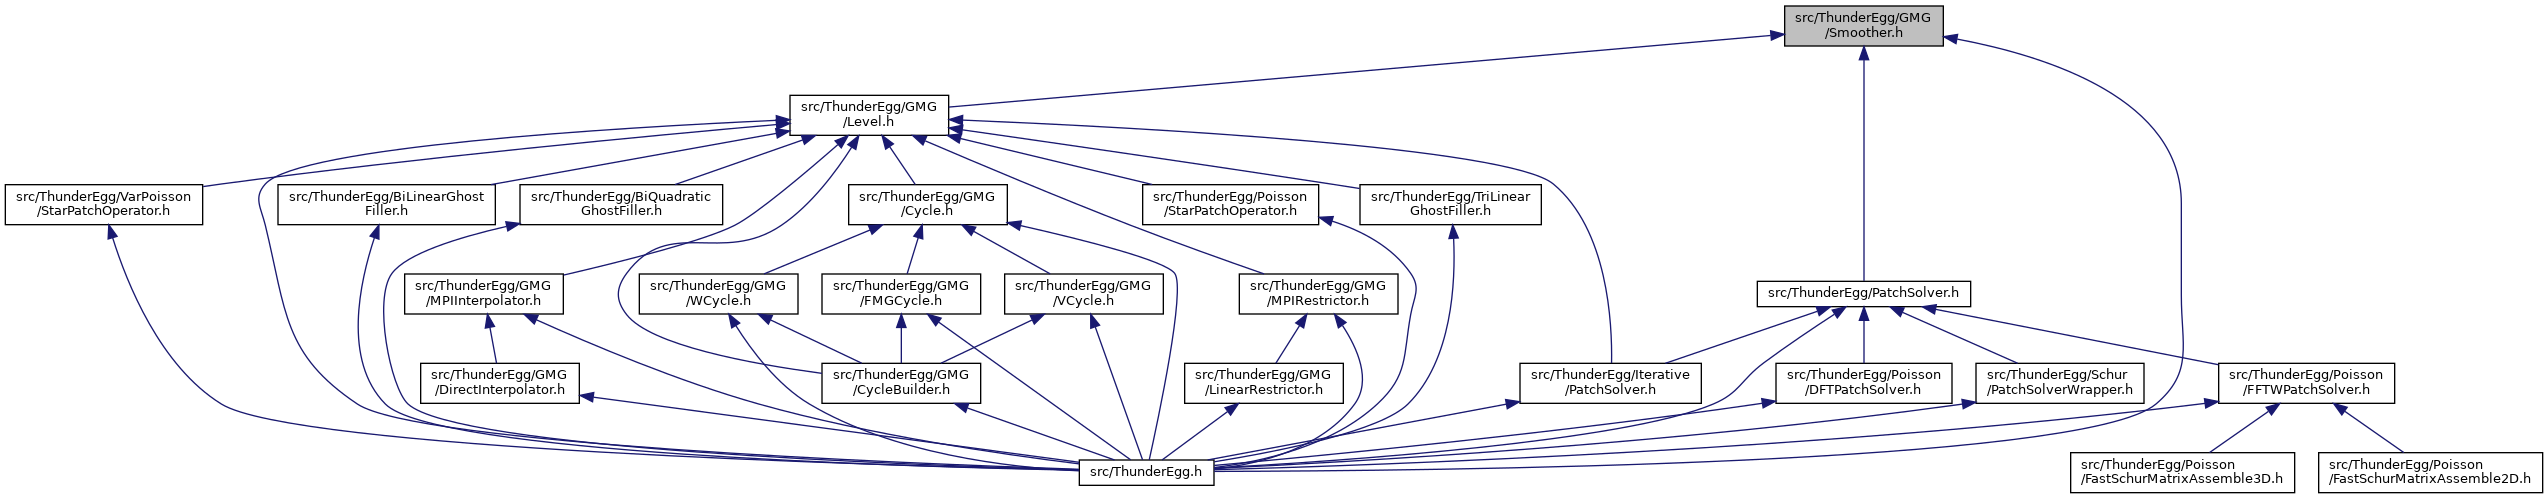 src/ThunderEgg/GMG
/Smoother.h
src/ThunderEgg/GMG
/Level.h
src/ThunderEgg/VarPoisson
/StarPatchOperator.h
src/ThunderEgg/BiLinearGhost
Filler.h
src/ThunderEgg/BiQuadratic
GhostFiller.h
src/ThunderEgg/GMG
/Cycle.h
src/ThunderEgg/Poisson
/StarPatchOperator.h
src/ThunderEgg/TriLinear
GhostFiller.h
src/ThunderEgg/GMG
/MPIInterpolator.h
src/ThunderEgg/GMG
/WCycle.h
src/ThunderEgg/GMG
/FMGCycle.h
src/ThunderEgg/GMG
/VCycle.h
src/ThunderEgg/GMG
/MPIRestrictor.h
src/ThunderEgg/PatchSolver.h
src/ThunderEgg/GMG
/DirectInterpolator.h
src/ThunderEgg/GMG
/CycleBuilder.h
src/ThunderEgg/GMG
/LinearRestrictor.h
src/ThunderEgg/Iterative
/PatchSolver.h
src/ThunderEgg/Poisson
/DFTPatchSolver.h
src/ThunderEgg/Schur
/PatchSolverWrapper.h
src/ThunderEgg/Poisson
/FFTWPatchSolver.h
src/ThunderEgg.h
src/ThunderEgg/Poisson
/FastSchurMatrixAssemble3D.h
src/ThunderEgg/Poisson
/FastSchurMatrixAssemble2D.h